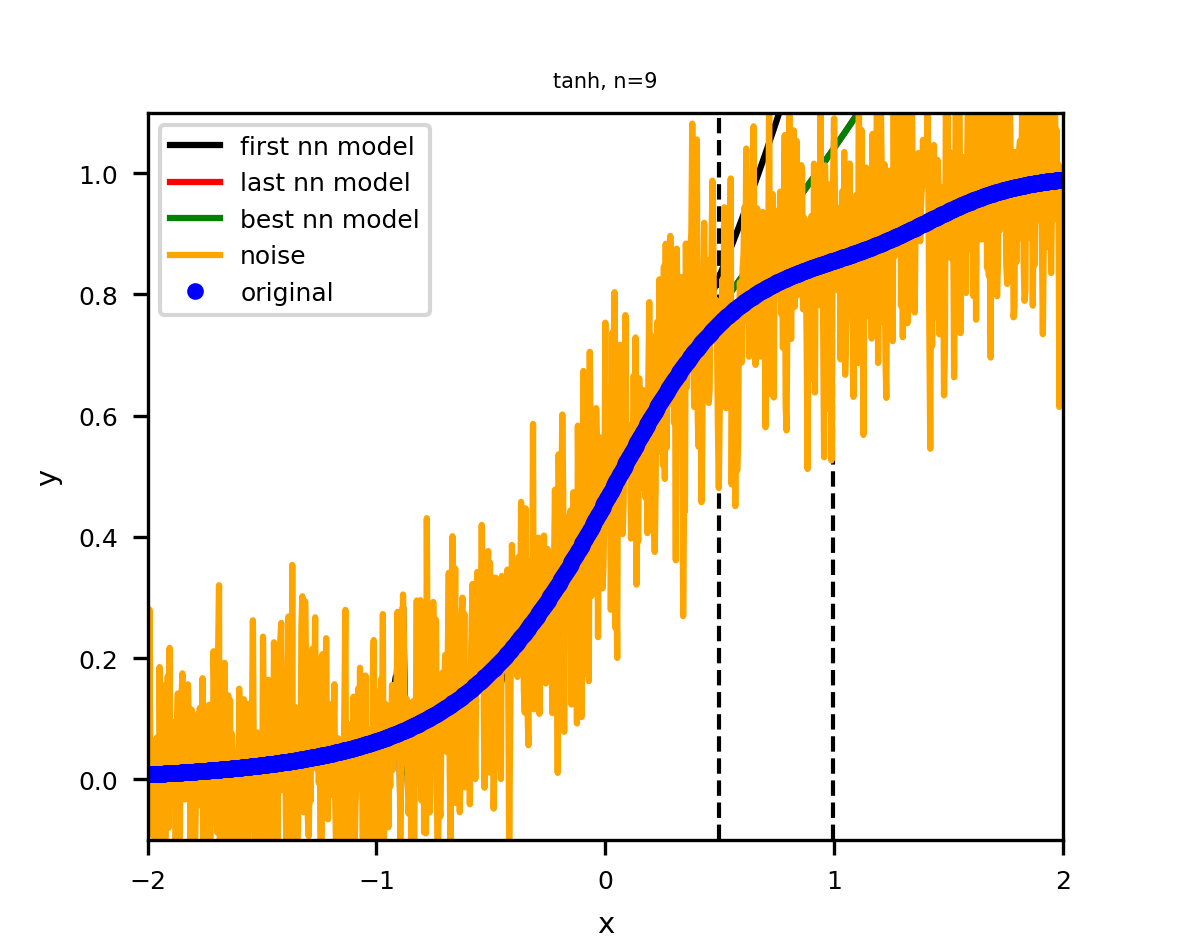 tanh, n=9
first nn model
last nn model
best nn model
noise
original
1.0
0.8
0.6
0.4
0.2
0.0
y
−2
−1
0
1
2
x